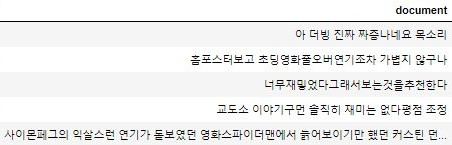 document
아 더빙 진짜 짜증나네요 목소리
흠포스터보고 초딩영화줄오버연기조차 가볍지 않구나
너무재밓었다그래서보는것을추천한다
교도소 이야기구먼 솔직히 재미는 없다평점 조정
사이몬페그의 익살스런 연기가 돋보였던 영화스파이더맨에서 늙어보이기만 했던 커스틴 던...